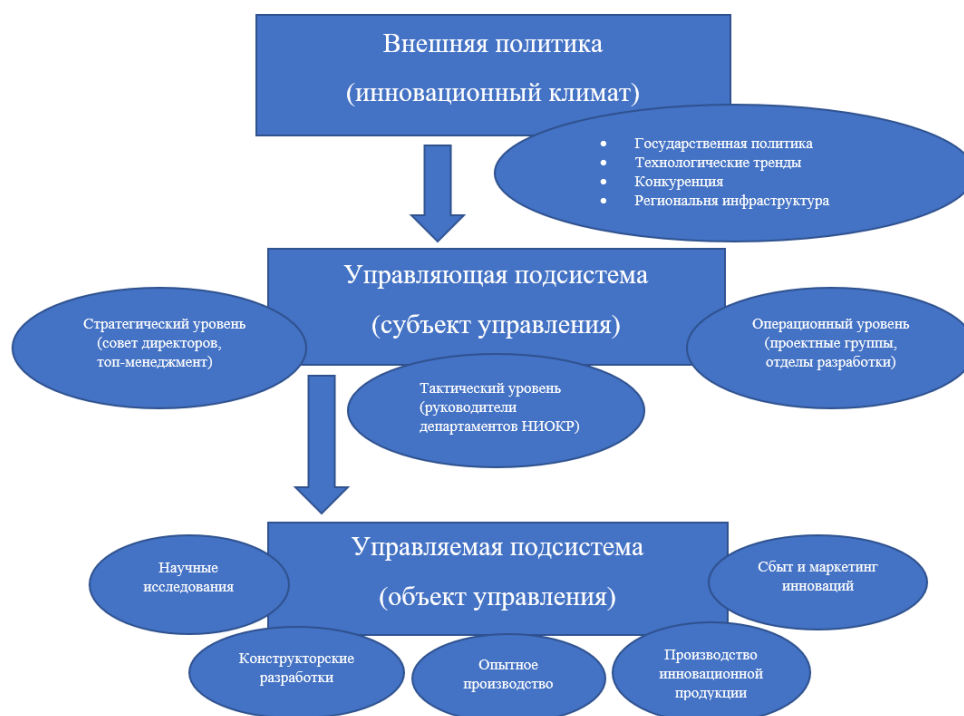 Внешняя политика
(инновационный климат)
• Государственная политика
• Технологические тренды
• Конкуренция
• Региональня инфраструктура
Управляющая подсистема
(субъект управления)
Стратегический уровень
(совет директоров,
топ-менеджмент)
Операционный уровень
(проектные группы,
отделы разработки)
Тактический уровень
(руководители
департаментов НИОКР)
Управляемая подсистема
(объект управления)
Научные
исследования
Сбыт и маркетинг
инноваций
Конструкторские
разработки
Опытное
производство
Производство
инновационной
продукции